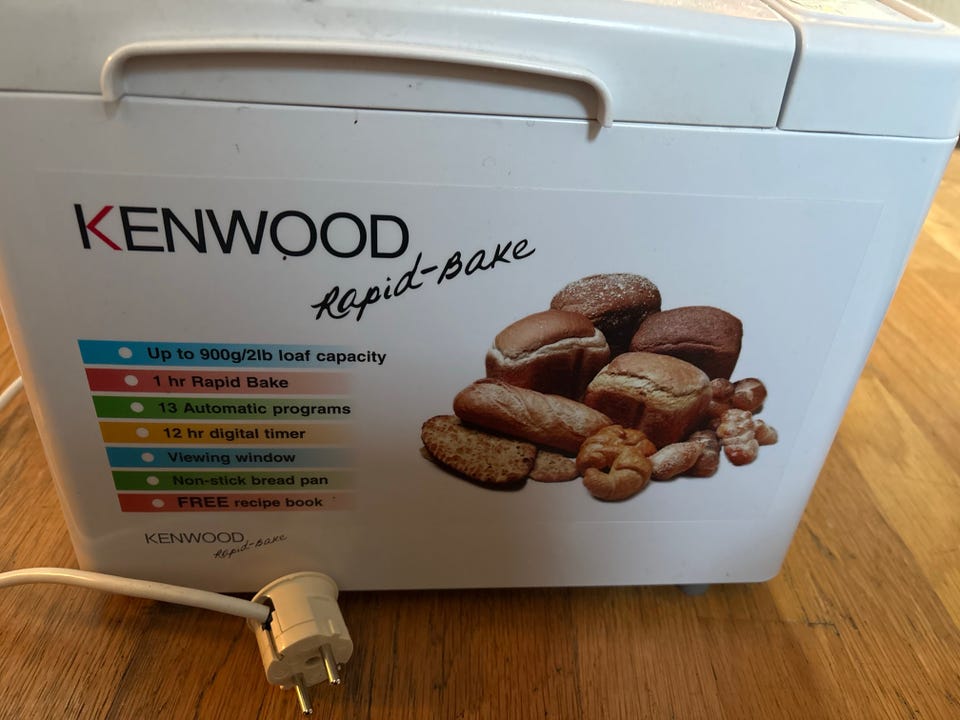 KENWOOD
Rapid-Bake
Up to 900g/2lb loaf capacity
1 hr Rapid Bake
13 Automatic programs
12 hr digital timer
Viewing window
Non-stick bread pan
FREE recipe book
KENWOOD
Rapid-Bake